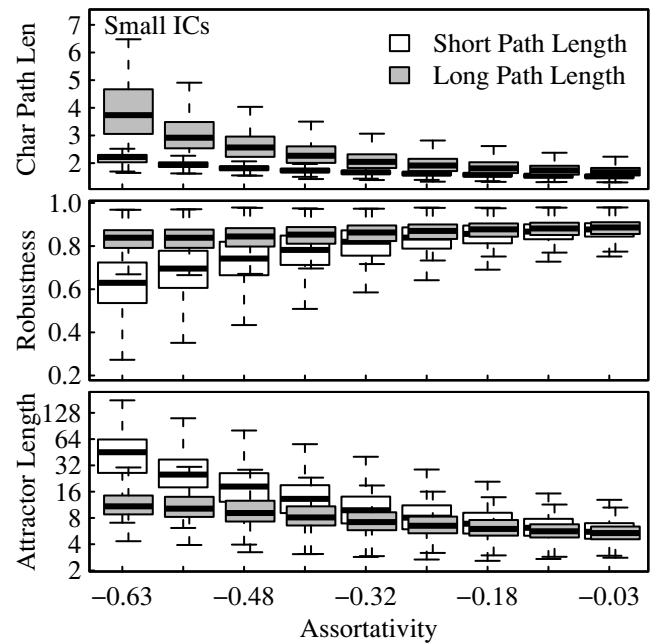 Small ICs
Short Path Length
Long Path Length
Char Path Len
7
6
5
4
3
2
Robustness
1.0
0.8
0.6
0.4
0.2
Attractor Length
128
64
32
16
8
4
2
−0.63 −0.48 −0.32 −0.18 −0.03
Assortativity